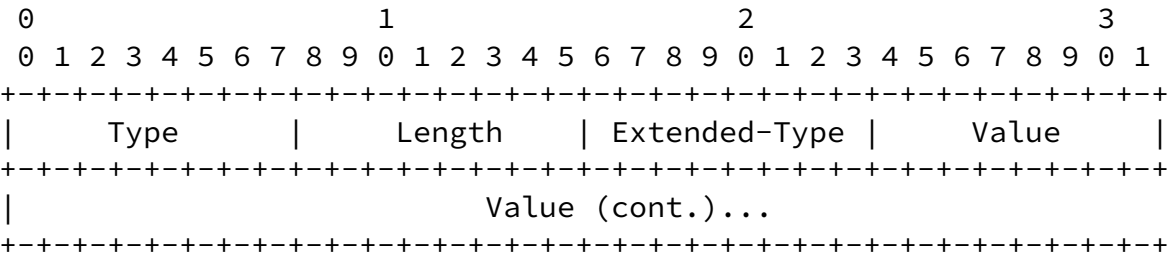 0                   1                   2                   3
 0 1 2 3 4 5 6 7 8 9 0 1 2 3 4 5 6 7 8 9 0 1 2 3 4 5 6 7 8 9 0 1
+-+-+-+-+-+-+-+-+-+-+-+-+-+-+-+-+-+-+-+-+-+-+-+-+-+-+-+-+-+-+-+-+
|     Type      |     Length    | Extended-Type |     Value     |
+-+-+-+-+-+-+-+-+-+-+-+-+-+-+-+-+-+-+-+-+-+-+-+-+-+-+-+-+-+-+-+-+
|                          Value (cont.)...
+-+-+-+-+-+-+-+-+-+-+-+-+-+-+-+-+-+-+-+-+-+-+-+-+-+-+-+-+-+-+-+-+